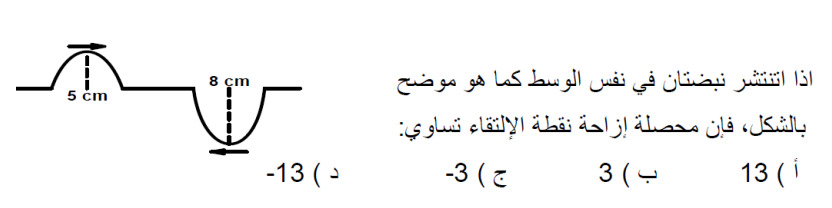 5 cm
8 cm
اذا اتنتشر نبضتان في نفس الوسط كما هو موضح
بالشكل، فإن محصلة إزاحة نقطة الإلتقاء تساوي:
أ ) 13 ب ) 3 ج ) 3- د ) 13-